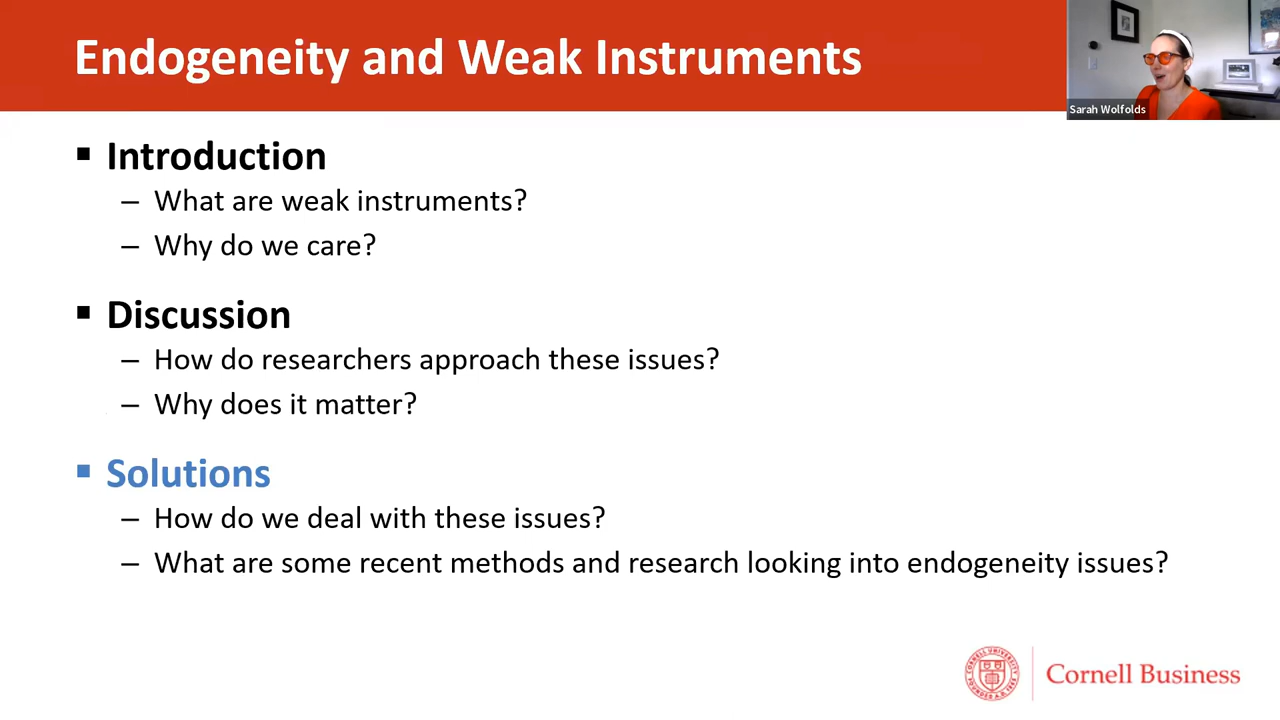 Endogeneity and Weak Instruments
Sarah Wolfolds
▪ Introduction
– What are weak instruments?
– Why do we care?
▪ Discussion
– How do researchers approach these issues?
– Why does it matter?
▪ Solutions
– How do we deal with these issues?
– What are some recent methods and research looking into endogeneity issues?
Cornell Business